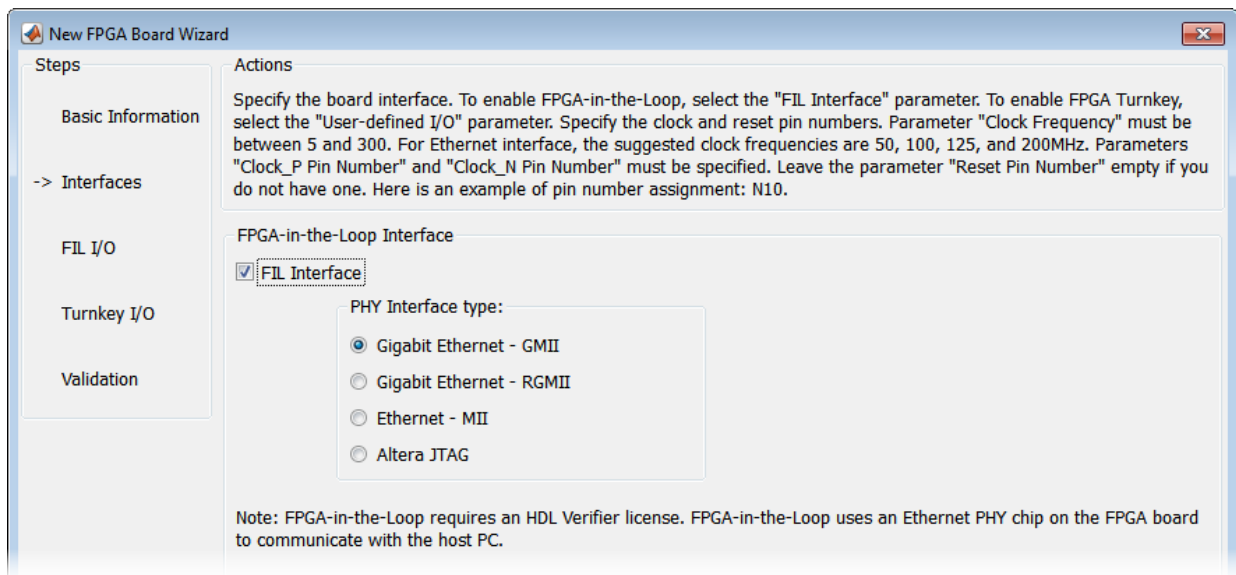 New FPGA Board Wizard
Steps
Basic Information
-> Interfaces
FIL I/O
Turnkey I/O
Validation
Actions
Specify the board interface. To enable FPGA-in-the-Loop, select the "FIL Interface" parameter. To enable FPGA Turnkey,
select the "User-defined I/O" parameter. Specify the clock and reset pin numbers. Parameter "Clock Frequency" must be
between 5 and 300. For Ethernet interface, the suggested clock frequencies are 50, 100, 125, and 200MHz. Parameters
"Clock_P Pin Number" and "Clock_N Pin Number" must be specified. Leave the parameter "Reset Pin Number" empty if you
do not have one. Here is an example of pin number assignment: N10.
FPGA-in-the-Loop Interface
FIL Interface
PHY Interface type:
Gigabit Ethernet - GMII
Gigabit Ethernet - RGMII
Ethernet - MII
Altera JTAG
Note: FPGA-in-the-Loop requires an HDL Verifier license. FPGA-in-the-Loop uses an Ethernet PHY chip on the FPGA board
to communicate with the host PC.